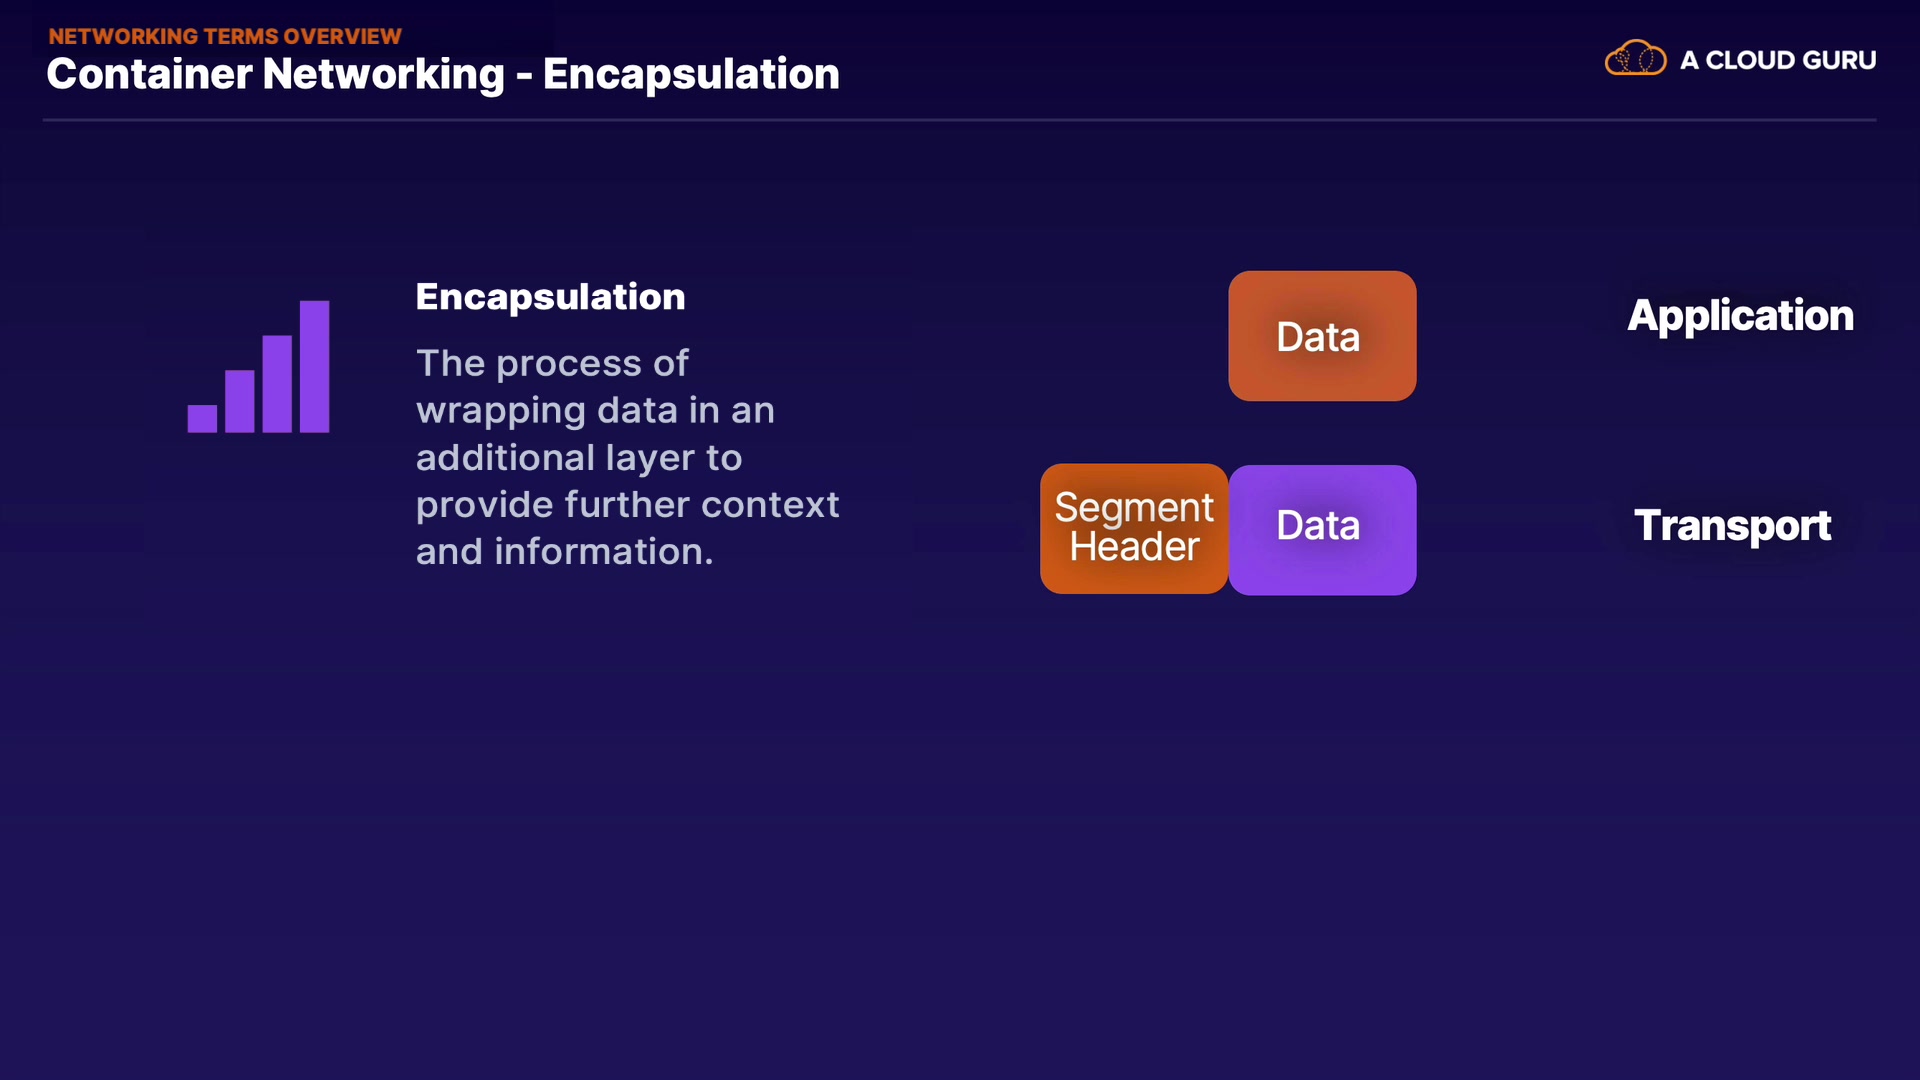 NETWORKING TERMS OVERVIEW
Container Networking - Encapsulation
A CLOUD GURU
Encapsulation
The process of
wrapping data in an
additional layer to
provide further context
and information.
Data
Application
Segment
Header
Data
Transport